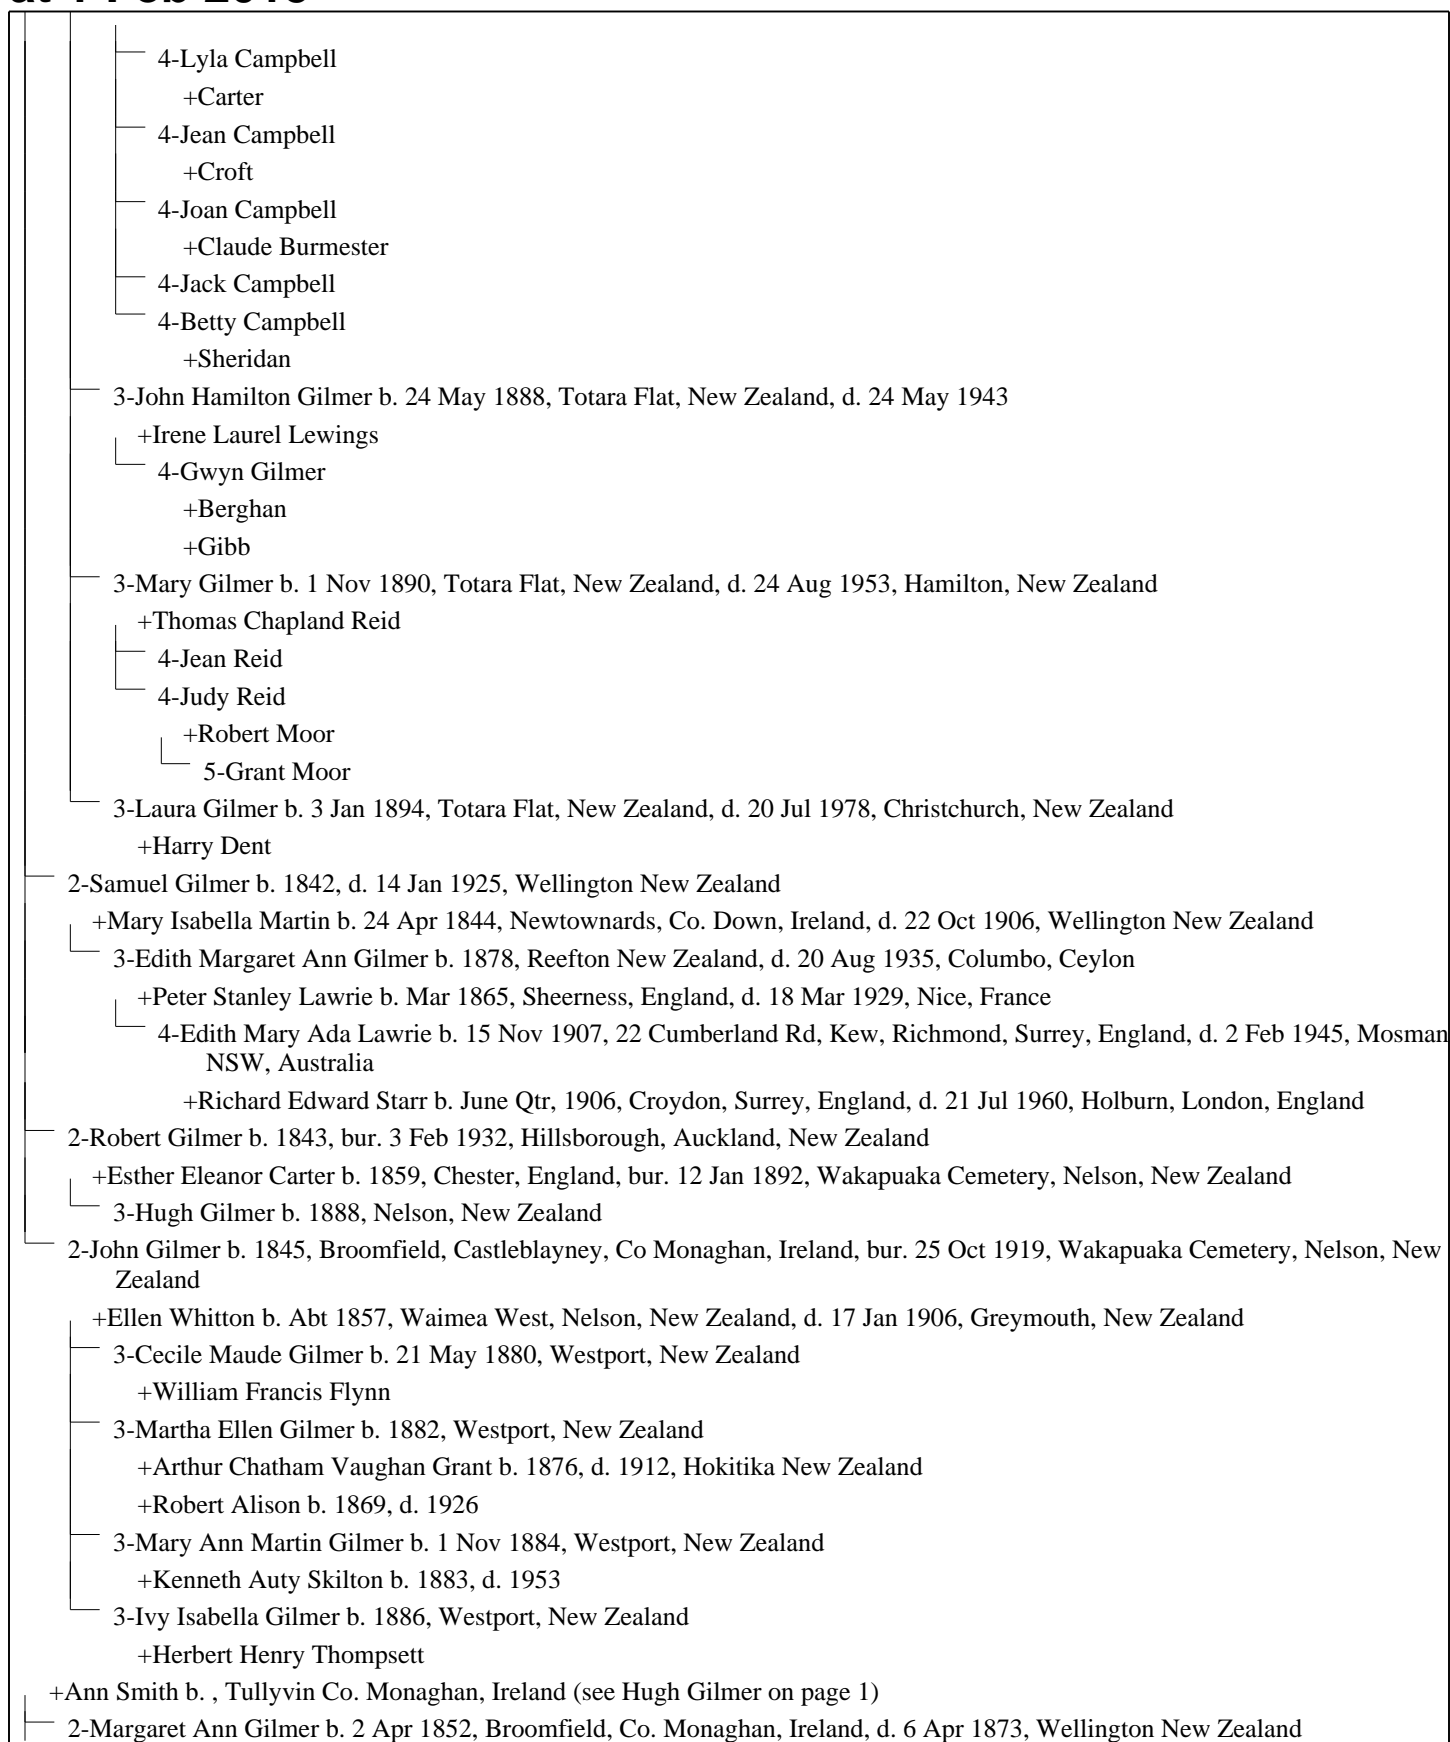 4-Lyla Campbell
+Carter
4-Jean Campbell
+Croft
4-Joan Campbell
+Claude Burmester
4-Jack Campbell
4-Betty Campbell
+Sheridan
3-John Hamilton Gilmer b. 24 May 1888, Totara Flat, New Zealand, d. 24 May 1943
+Irene Laurel Lewings
4-Gwyn Gilmer
+Berghan
+Gibb
3-Mary Gilmer b. 1 Nov 1890, Totara Flat, New Zealand, d. 24 Aug 1953, Hamilton, New Zealand
+Thomas Chapland Reid
4-Jean Reid
4-Judy Reid
+Robert Moor
5-Grant Moor
3-Laura Gilmer b. 3 Jan 1894, Totara Flat, New Zealand, d. 20 Jul 1978, Christchurch, New Zealand
+Harry Dent
2-Samuel Gilmer b. 1842, d. 14 Jan 1925, Wellington New Zealand
+Mary Isabella Martin b. 24 Apr 1844, Newtownards, Co. Down, Ireland, d. 22 Oct 1906, Wellington New Zealand
3-Edith Margaret Ann Gilmer b. 1878, Reefton New Zealand, d. 20 Aug 1935, Columbo, Ceylon
+Peter Stanley Lawrie b. Mar 1865, Sheerness, England, d. 18 Mar 1929, Nice, France
4-Edith Mary Ada Lawrie b. 15 Nov 1907, 22 Cumberland Rd, Kew, Richmond, Surrey, England, d. 2 Feb 1945, Mosman
NSW, Australia
+Richard Edward Starr b. June Qtr, 1906, Croydon, Surrey, England, d. 21 Jul 1960, Holburn, London, England
2-Robert Gilmer b. 1843, bur. 3 Feb 1932, Hillsborough, Auckland, New Zealand
+Esther Eleanor Carter b. 1859, Chester, England, bur. 12 Jan 1892, Wakapuaka Cemetery, Nelson, New Zealand
3-Hugh Gilmer b. 1888, Nelson, New Zealand
2-John Gilmer b. 1845, Broomfield, Castleblayney, Co Monaghan, Ireland, bur. 25 Oct 1919, Wakapuaka Cemetery, Nelson, New
Zealand
+Ellen Whitton b. Abt 1857, Waimea West, Nelson, New Zealand, d. 17 Jan 1906, Greymouth, New Zealand
3-Cecile Maude Gilmer b. 21 May 1880, Westport, New Zealand
+William Francis Flynn
3-Martha Ellen Gilmer b. 1882, Westport, New Zealand
+Arthur Chatham Vaughan Grant b. 1876, d. 1912, Hokitika New Zealand
+Robert Alison b. 1869, d. 1926
3-Mary Ann Martin Gilmer b. 1 Nov 1884, Westport, New Zealand
+Kenneth Auty Skilton b. 1883, d. 1953
3-Ivy Isabella Gilmer b. 1886, Westport, New Zealand
+Herbert Henry Thompsett
+Ann Smith b. , Tullyvin Co. Monaghan, Ireland (see Hugh Gilmer on page 1)
2-Margaret Ann Gilmer b. 2 Apr 1852, Broomfield, Co. Monaghan, Ireland, d. 6 Apr 1873, Wellington New Zealand